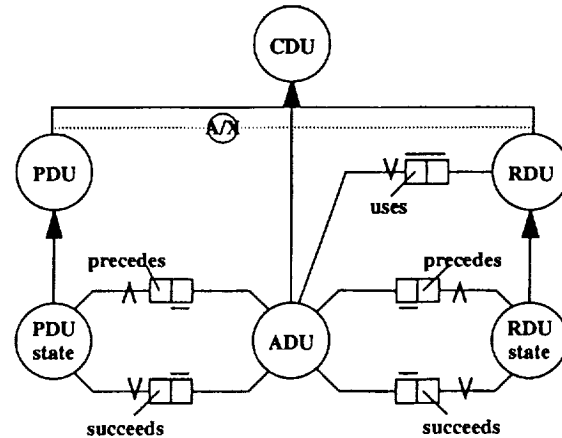 CDU
A/X
PDU
RDU
uses
precedes
precedes
PDU
state
ADU
RDU
state
succeeds
succeeds